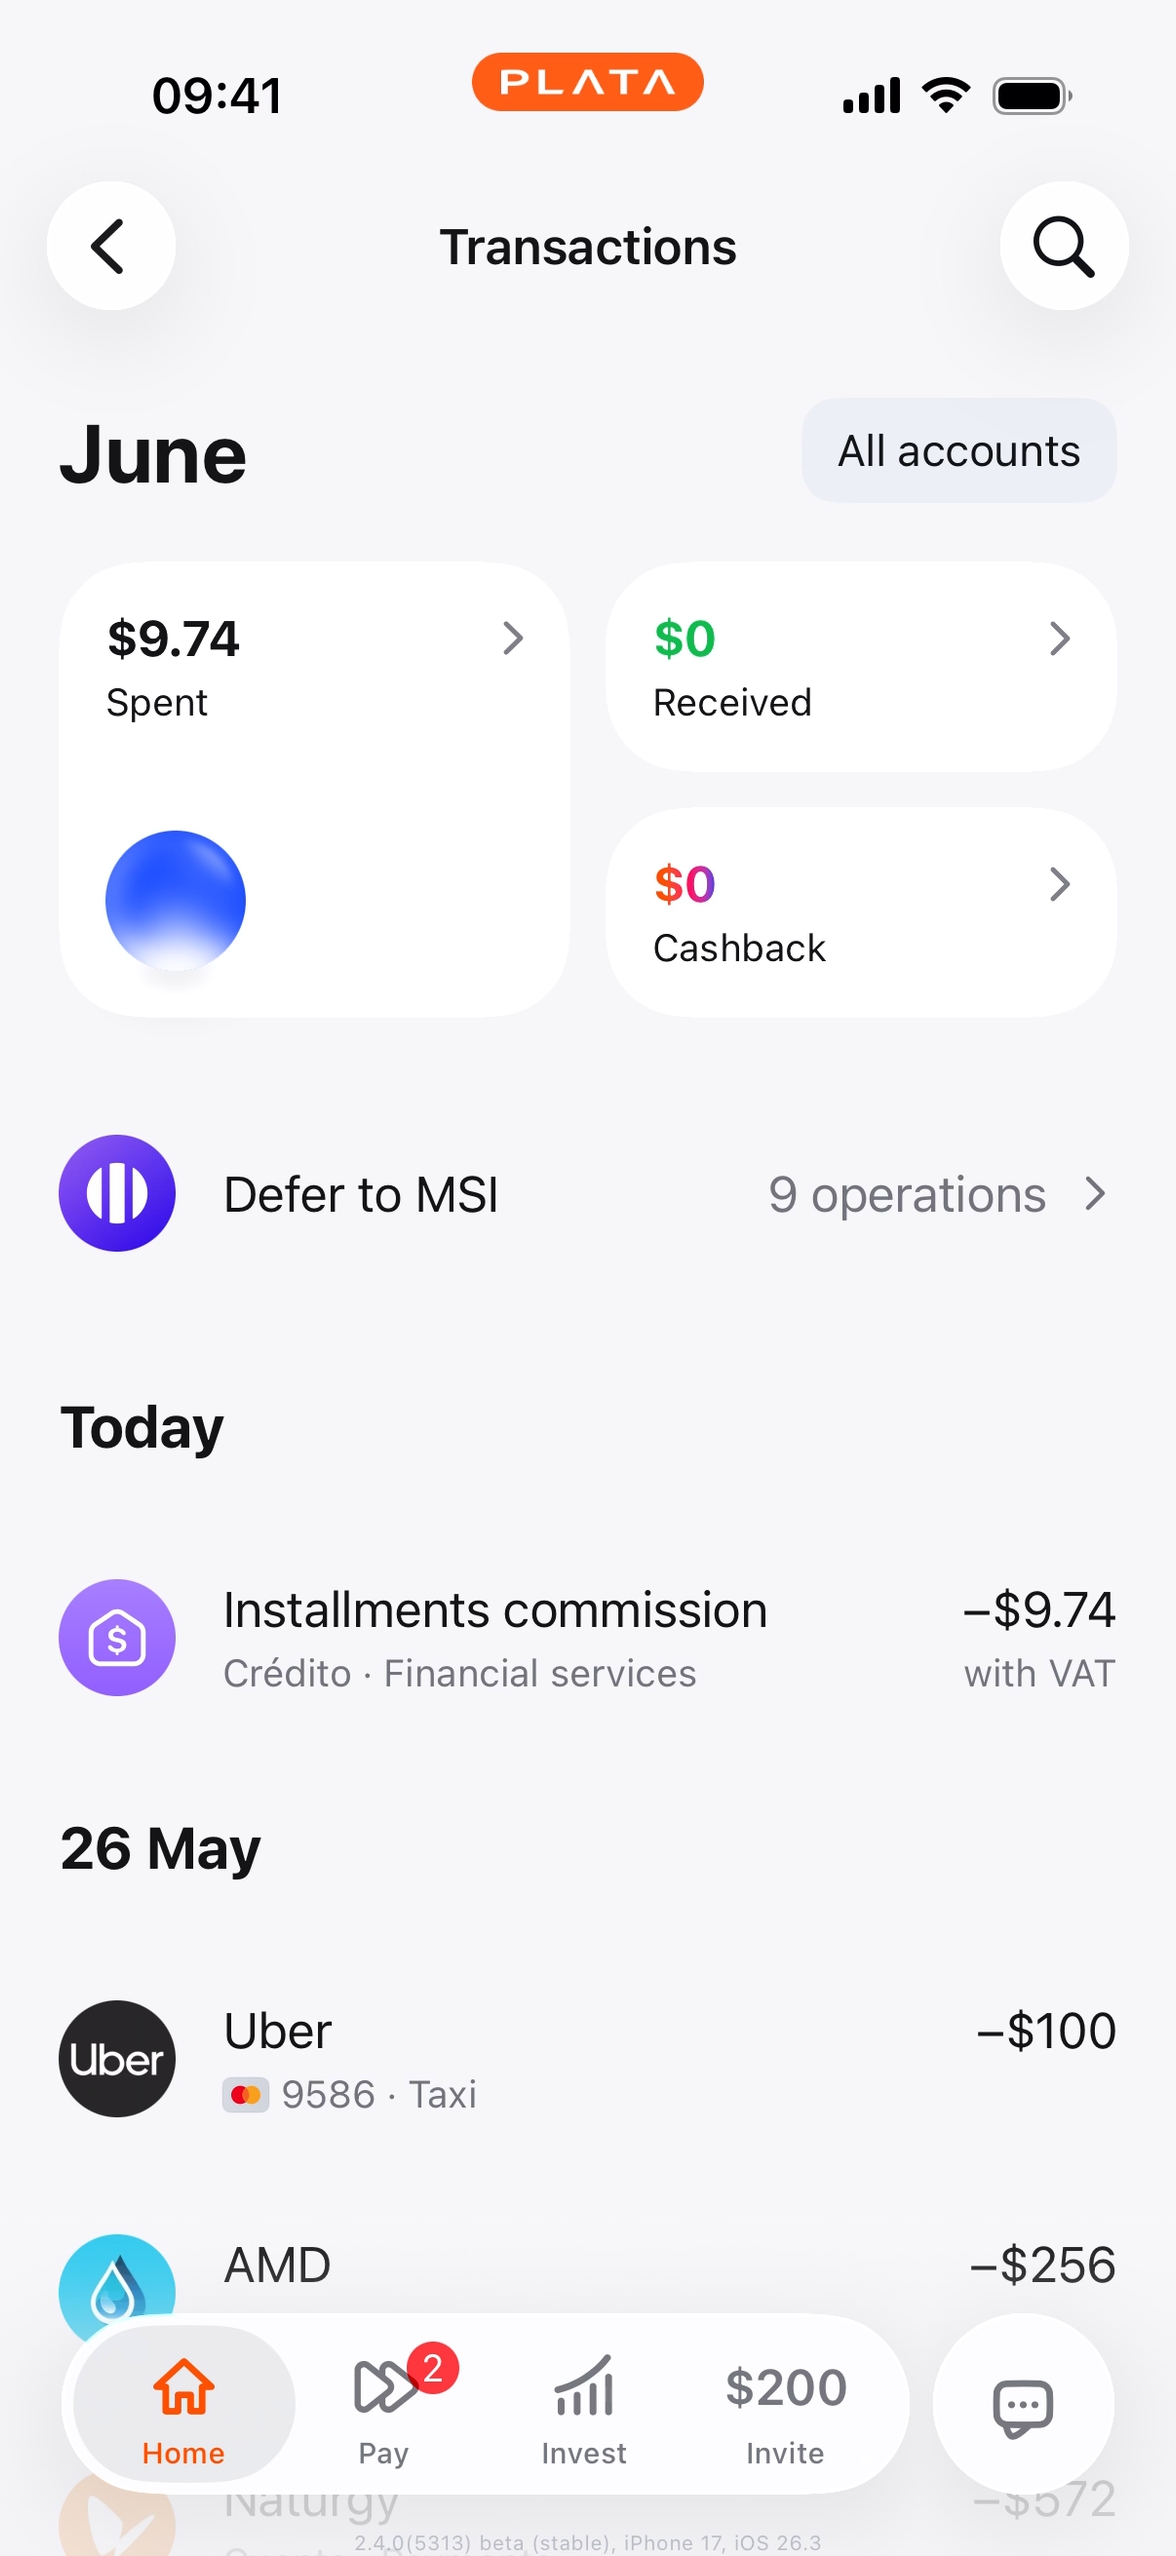 09:41
PLATA
Transactions
June
All accounts
$9.74
Spent
$0
Received
$0
Cashback
Defer to MSI
9 operations
Today
Installments commission
–$9.74
Crédito · Financial services
with VAT
26 May
Uber
Uber
–$100
9586 · Taxi
AMD
–$256
2
$200
Home
Pay
Invest
Invite
Naturgy
–$572
2.4.0(5313) beta (stable), iPhone 17, iOS 26.3